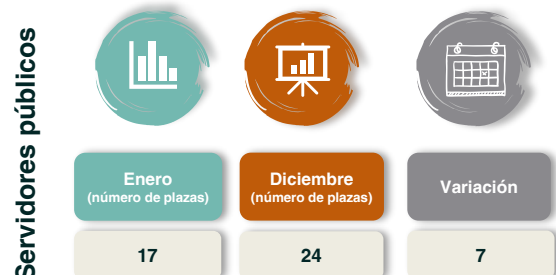 Servidores públicos
Enero
(número de plazas)
Diciembre
(número de plazas)
Variación
17
24
7